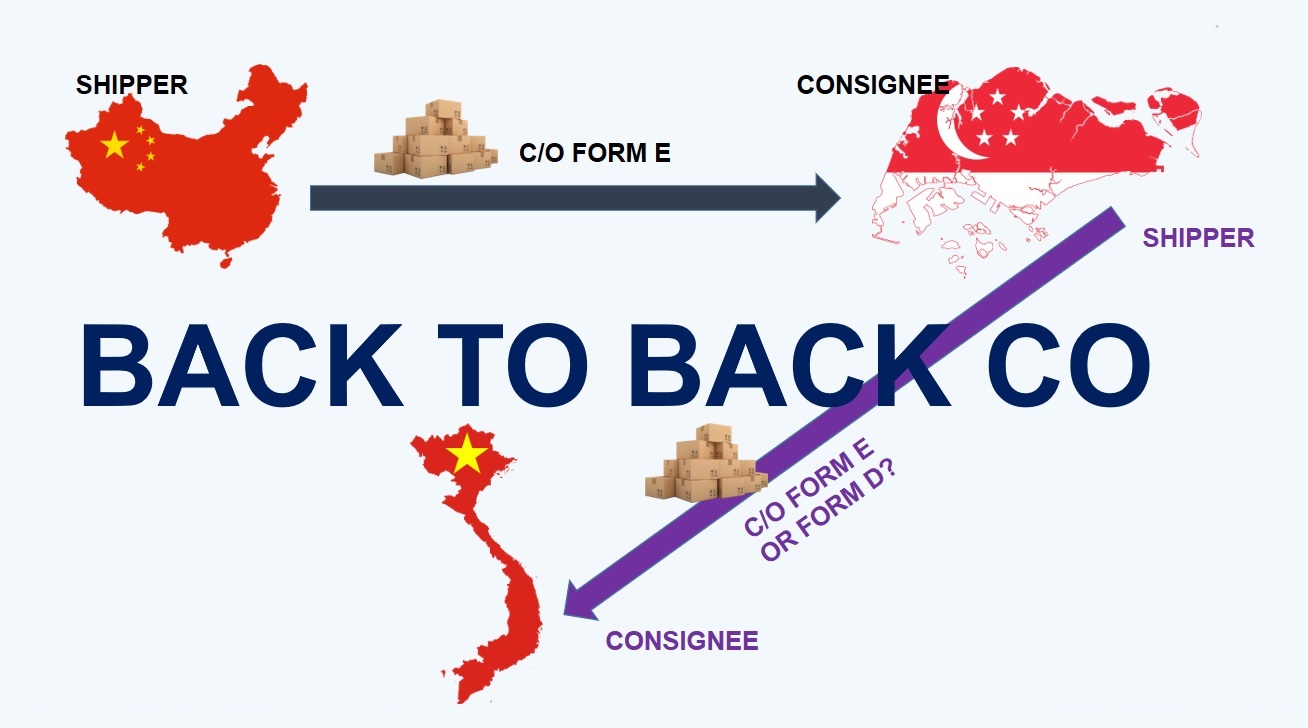 SHIPPER
CONSIGNEE
C/O FORM E
SHIPPER
BACK TO BACK CO
C/O FORM E
OR FORM D?
CONSIGNEE